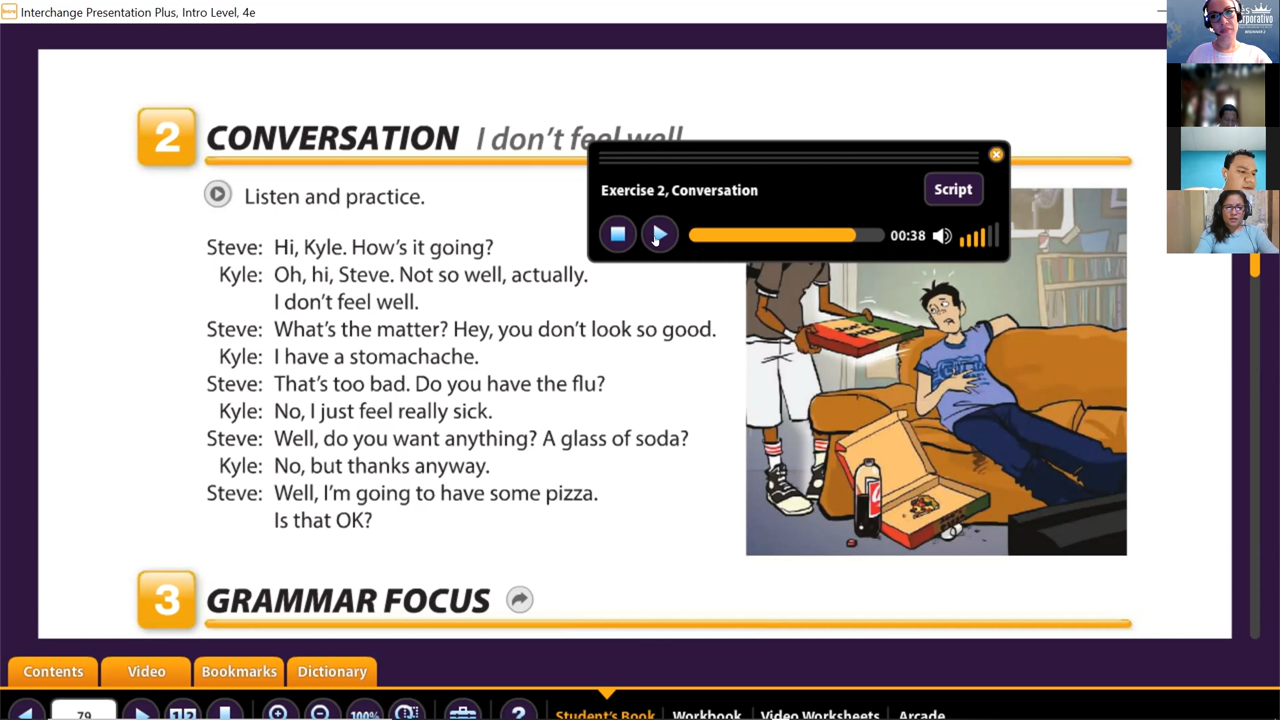 Interchange Presentation Plus, Intro Level, 4e
2 CONVERSATION I don't feel well
Listen and practice.
Exercise 2, Conversation
Script
00:38
Steve: Hi, Kyle. How's it going?
Kyle: Oh, hi, Steve. Not so well, actually.
I don't feel well.
Steve: What's the matter? Hey, you don't look so good.
Kyle: I have a stomachache.
Steve: That's too bad. Do you have the flu?
Kyle: No, I just feel really sick.
Steve: Well, do you want anything? A glass of soda?
Kyle: No, but thanks anyway.
Steve: Well, I'm going to have some pizza.
Is that OK?
3 GRAMMAR FOCUS
Contents Video Bookmarks Dictionary
79 100% ? Student's Book Workbook Video Worksheets Arcade